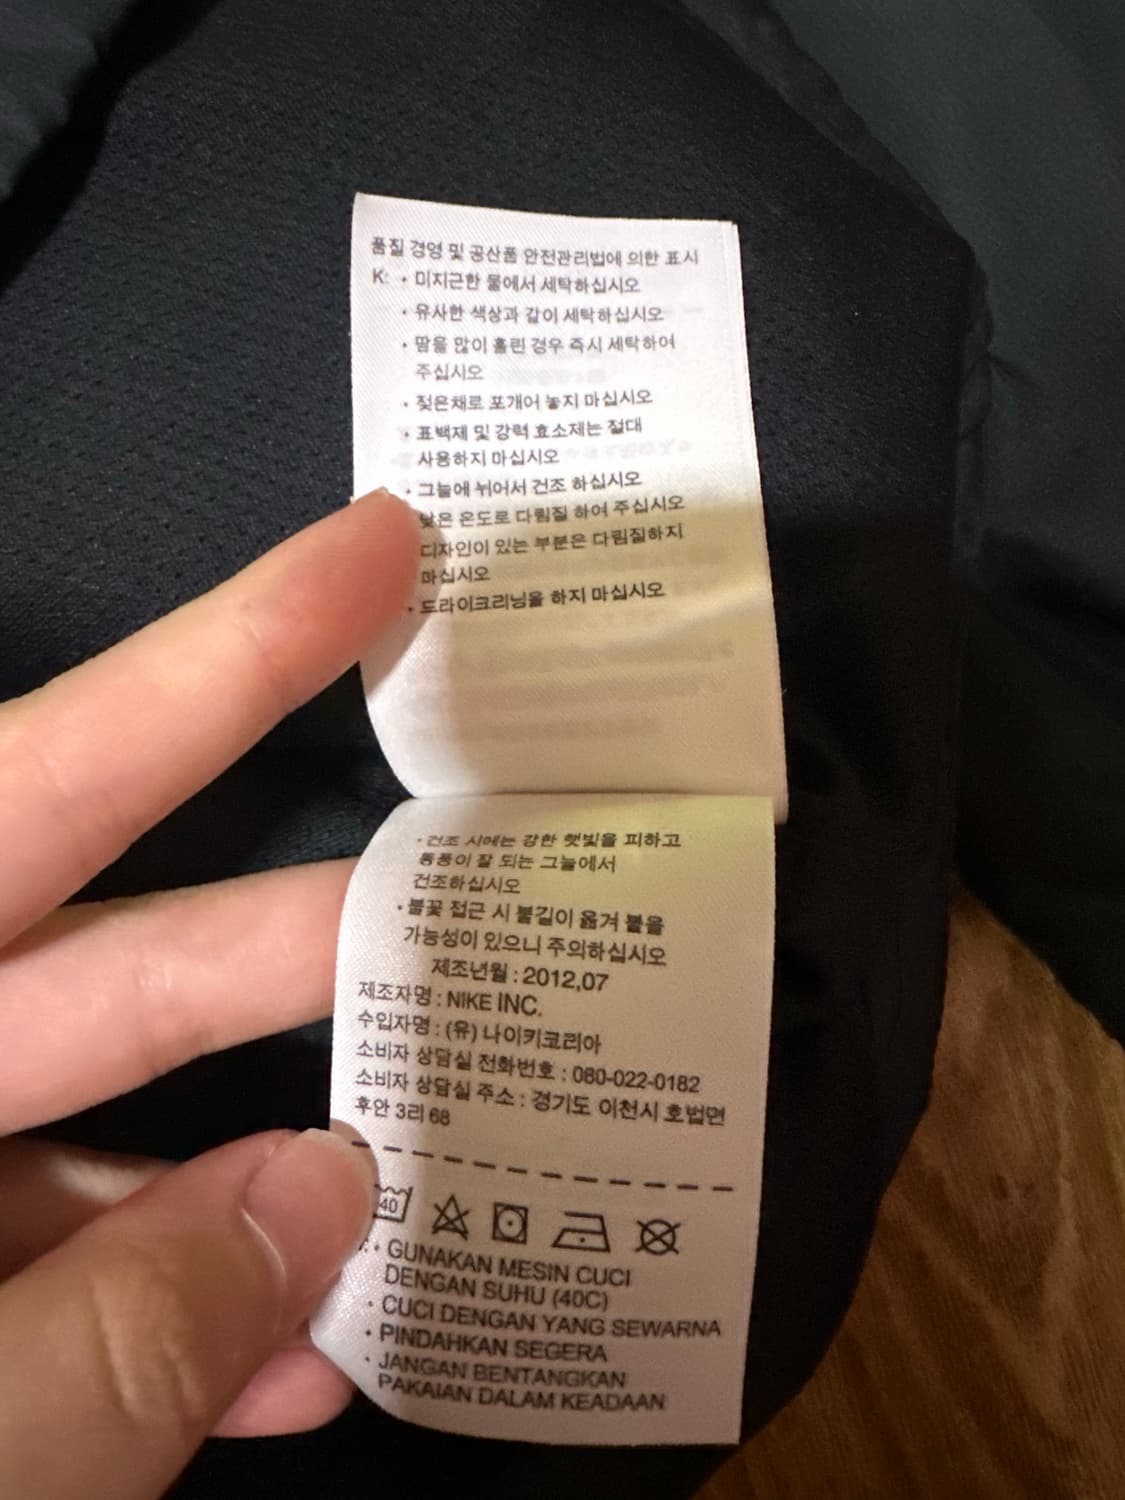 품질 경영 및 공산품 안전관리법에 의한 표시
K: • 미지근한 물에서 세탁하십시오
• 유사한 색상과 같이 세탁하십시오
• 땀을 많이 흘린 경우 즉시 세탁하여
주십시오
• 젖은채로 포개어 놓지 마십시오
• 표백제 및 강력 효소제는 절대
사용하지 마십시오
• 그늘에 뉘어서 건조 하십시오
낮은 온도로 다림질 하여 주십시오
디자인이 있는 부분은 다림질하지
마십시오
• 드라이크리닝을 하지 마십시오
• 건조 시에는 강한 햇빛을 피하고
통풍이 잘 되는 그늘에서
건조하십시오
• 불꽃 접근 시 불길이 옮겨 붙을
가능성이 있으니 주의하십시오
제조년월 : 2012,07
제조자명 : NIKE INC.
수입자명 : (유) 나이키코리아
소비자 상담실 전화번호 : 080-022-0182
소비자 상담실 주소 : 경기도 이천시 호법면
후안 3리 68
40
• GUNAKAN MESIN CUCI
DENGAN SUHU (40C)
• CUCI DENGAN YANG SEWARNA
• PINDAHKAN SEGERA
• JANGAN BENTANGKAN
PAKAIAN DALAM KEADAAN